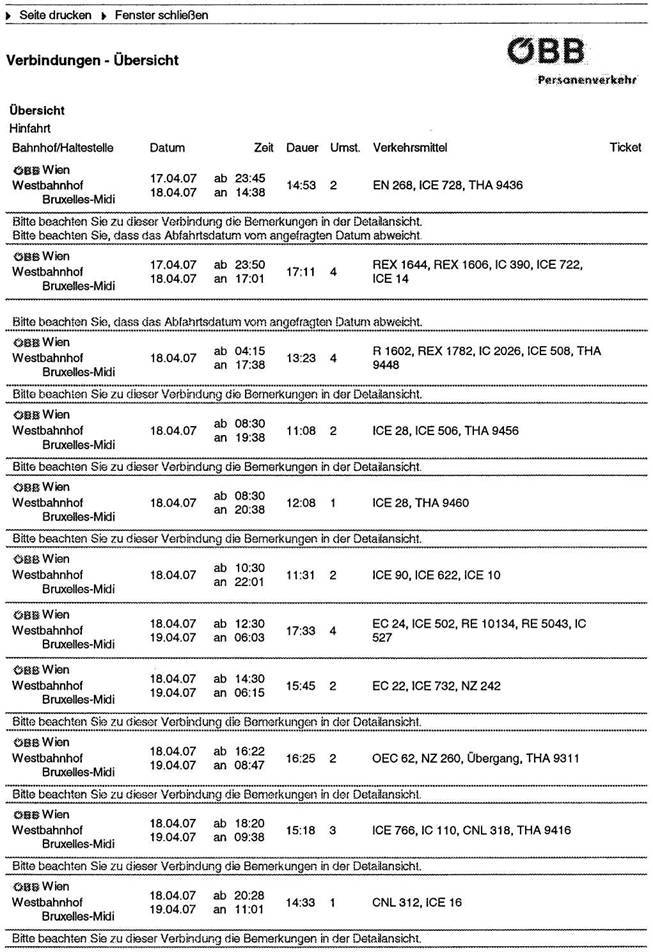 Seite drucken Fenster schließen
ÖBB
Personenverkehr
Verbindungen - Übersicht
Übersicht
Hinfahrt
Bahnhof/Haltestelle Datum Zeit Dauer Umst. Verkehrsmittel Ticket
ÖBB Wien
Westbahnhof
Bruxelles-Midi
17.04.07 ab 23:45
18.04.07 an 14:38
14:53 2 EN 268, ICE 728, THA 9436
Bitte beachten Sie zu dieser Verbindung die Bemerkungen in der Detailansicht.
Bitte beachten Sie, dass das Abfahrtsdatum vom angefragten Datum abweicht.
ÖBB Wien
Westbahnhof
Bruxelles-Midi
17.04.07 ab 23:50
18.04.07 an 17:01
17:11 4 REX 1644, REX 1606, IC 390, ICE 722,
ICE 14
Bitte beachten Sie, dass das Abfahrtsdatum vom angefragten Datum abweicht.
ÖBB Wien
Westbahnhof
Bruxelles-Midi
18.04.07 ab 04:15
an 17:38
13:23 4 R 1602, REX 1782, IC 2026, ICE 508, THA
9448
Bitte beachten Sie zu dieser Verbindung die Bemerkungen in der Detailansicht.
ÖBB Wien
Westbahnhof
Bruxelles-Midi
18.04.07 ab 08:30
an 19:38
11:08 2 ICE 28, ICE 506, THA 9456
Bitte beachten Sie zu dieser Verbindung die Bemerkungen in der Detailansicht.
ÖBB Wien
Westbahnhof
Bruxelles-Midi
18.04.07 ab 08:30
an 20:38
12:08 1 ICE 28, THA 9460
Bitte beachten Sie zu dieser Verbindung die Bemerkungen in der Detailansicht.
ÖBB Wien
Westbahnhof
Bruxelles-Midi
18.04.07 ab 10:30
an 22:01
11:31 2 ICE 90, ICE 622, ICE 10
ÖBB Wien
Westbahnhof
Bruxelles-Midi
18.04.07 ab 12:30
19.04.07 an 06:03
17:33 4 EC 24, ICE 502, RE 10134, RE 5043, IC
527
ÖBB Wien
Westbahnhof
Bruxelles-Midi
18.04.07 ab 14:30
19.04.07 an 06:15
15:45 2 EC 22, ICE 732, NZ 242
Bitte beachten Sie zu dieser Verbindung die Bemerkungen in der Detailansicht.
ÖBB Wien
Westbahnhof
Bruxelles-Midi
18.04.07 ab 16:22
19.04.07 an 08:47
16:25 2 OEC 62, NZ 260, Übergang, THA 9311
Bitte beachten Sie zu dieser Verbindung die Bemerkungen in der Detailansicht.
ÖBB Wien
Westbahnhof
Bruxelles-Midi
18.04.07 ab 18:20
19.04.07 an 09:38
15:18 3 ICE 766, IC 110, CNL 318, THA 9416
Bitte beachten Sie zu dieser Verbindung die Bemerkungen in der Detailansicht.
ÖBB Wien
Westbahnhof
Bruxelles-Midi
18.04.07 ab 20:28
19.04.07 an 11:01
14:33 1 CNL 312, ICE 16
Bitte beachten Sie zu dieser Verbindung die Bemerkungen in der Detailansicht.